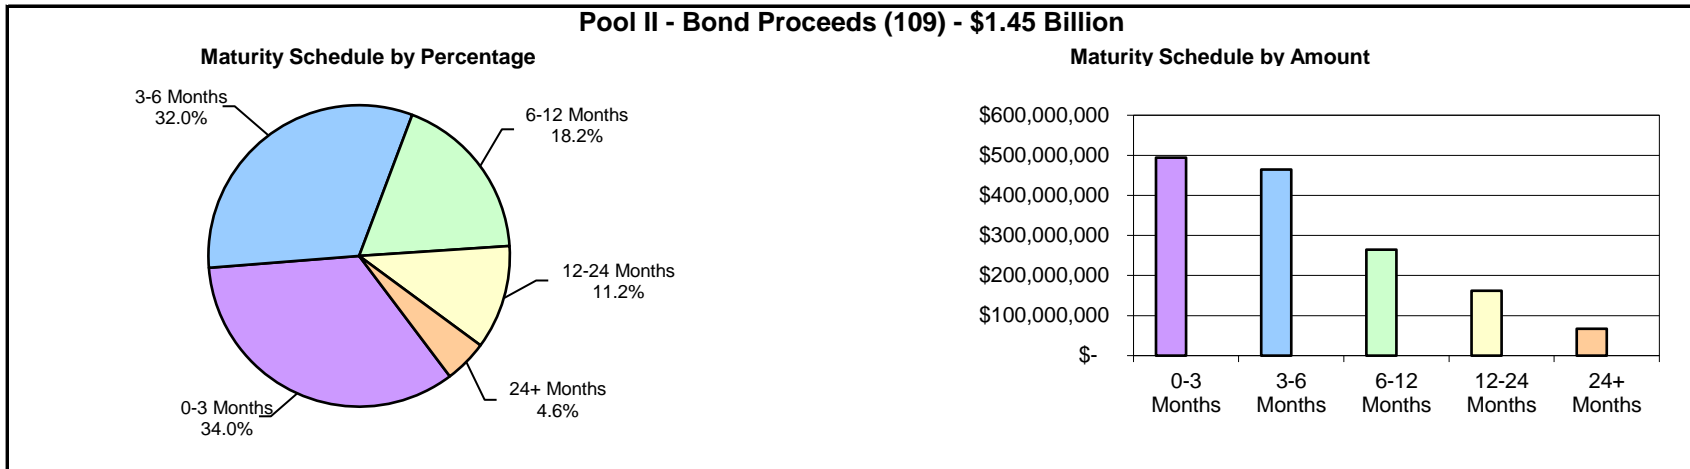 Pool II - Bond Proceeds (109) - $1.45 Billion
Maturity Schedule by Percentage
3-6 Months
32.0%
6-12 Months
18.2%
12-24 Months
11.2%
24+ Months
4.6%
0-3 Months
34.0%
Maturity Schedule by Amount
$600,000,000
$500,000,000
$400,000,000
$300,000,000
$200,000,000
$100,000,000
$-
0-3
Months
3-6
Months
6-12
Months
12-24
Months
24+
Months